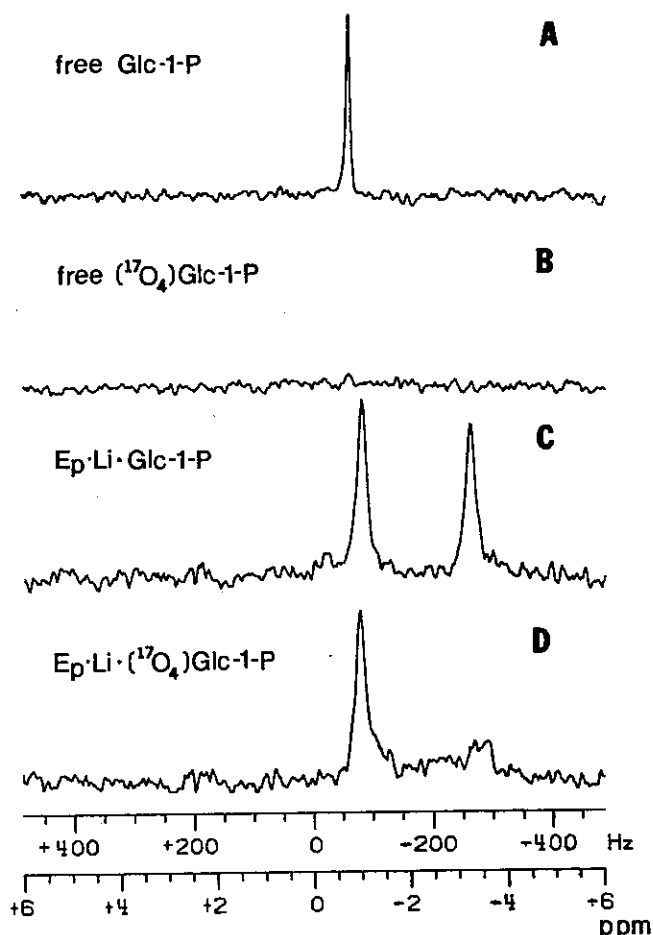 A
free Glc-1-P
B
free (¹⁷O₄)Glc-1-P
C
Ep·Li·Glc-1-P
D
Ep·Li·(¹⁷O₄)Glc-1-P
+400 +200 0 -200 -400 Hz
+6 +4 +2 0 -2 -4 -6
ppm